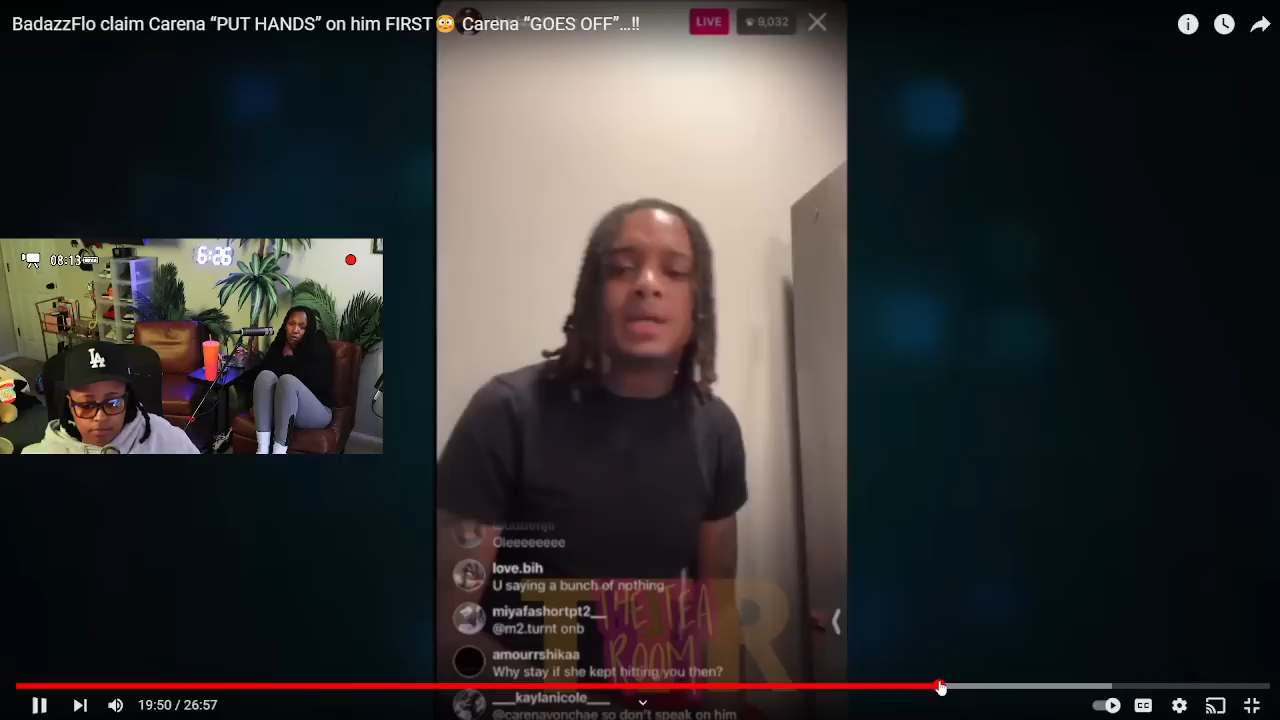 BadazzFlo claim Carena “PUT HANDS” on him FIRST😳 Carena “GOES OFF”...!!
LIVE
9,032
08:13
6:26
LA
Oleeeeeeee
love.bih
U saying a bunch of nothing
miyafashortpt2__
@m2.turnt onb
amourrshikaa
Why stay if she kept hitting you then?
___kaylanicole____
@carenavonchae so don't speak on him
THE TEA
ROOM
T R
19:50 / 26:57
CC